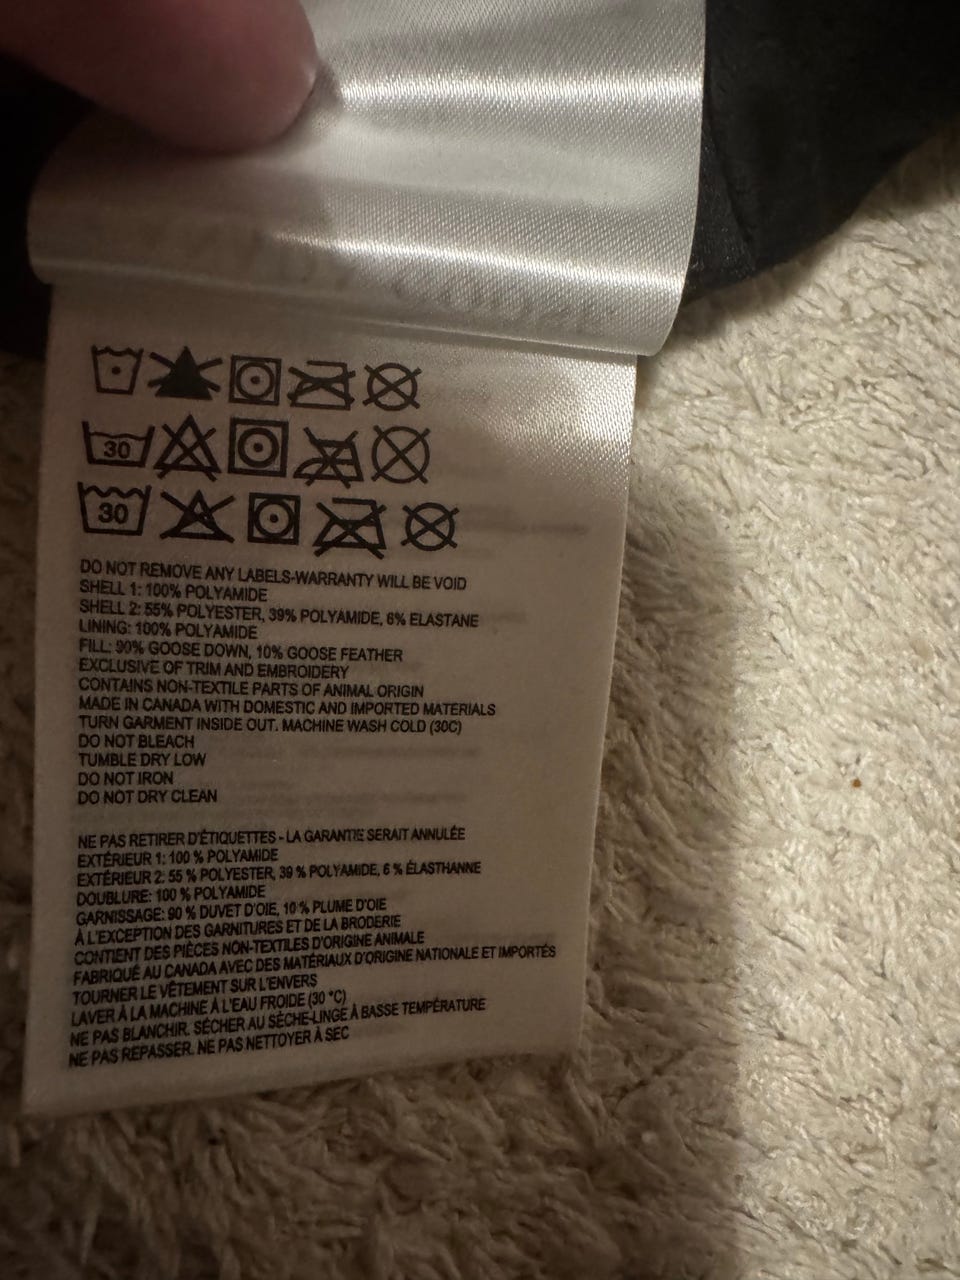 30
30
DO NOT REMOVE ANY LABELS-WARRANTY WILL BE VOID
SHELL 1: 100% POLYAMIDE
SHELL 2: 55% POLYESTER, 39% POLYAMIDE, 6% ELASTANE
LINING: 100% POLYAMIDE
FILL: 90% GOOSE DOWN, 10% GOOSE FEATHER
EXCLUSIVE OF TRIM AND EMBROIDERY
CONTAINS NON-TEXTILE PARTS OF ANIMAL ORIGIN
MADE IN CANADA WITH DOMESTIC AND IMPORTED MATERIALS
TURN GARMENT INSIDE OUT. MACHINE WASH COLD (30C)
DO NOT BLEACH
TUMBLE DRY LOW
DO NOT IRON
DO NOT DRY CLEAN
NE PAS RETIRER D'ÉTIQUETTES - LA GARANTIE SERAIT ANNULÉE
EXTÉRIEUR 1: 100 % POLYAMIDE
EXTÉRIEUR 2: 55 % POLYESTER, 39 % POLYAMIDE, 6 % ÉLASTHANNE
DOUBLURE: 100 % POLYAMIDE
GARNISSAGE: 90 % DUVET D'OIE, 10 % PLUME D'OIE
À L'EXCEPTION DES GARNITURES ET DE LA BRODERIE
CONTIENT DES PIÈCES NON-TEXTILES D'ORIGINE ANIMALE
FABRIQUÉ AU CANADA AVEC DES MATÉRIAUX D'ORIGINE NATIONALE ET IMPORTÉS
TOURNER LE VÊTEMENT SUR L'ENVERS
LAVER À LA MACHINE À L'EAU FROIDE (30 °C)
NE PAS BLANCHIR. SÉCHER AU SÈCHE-LINGE À BASSE TEMPÉRATURE
NE PAS REPASSER. NE PAS NETTOYER À SEC